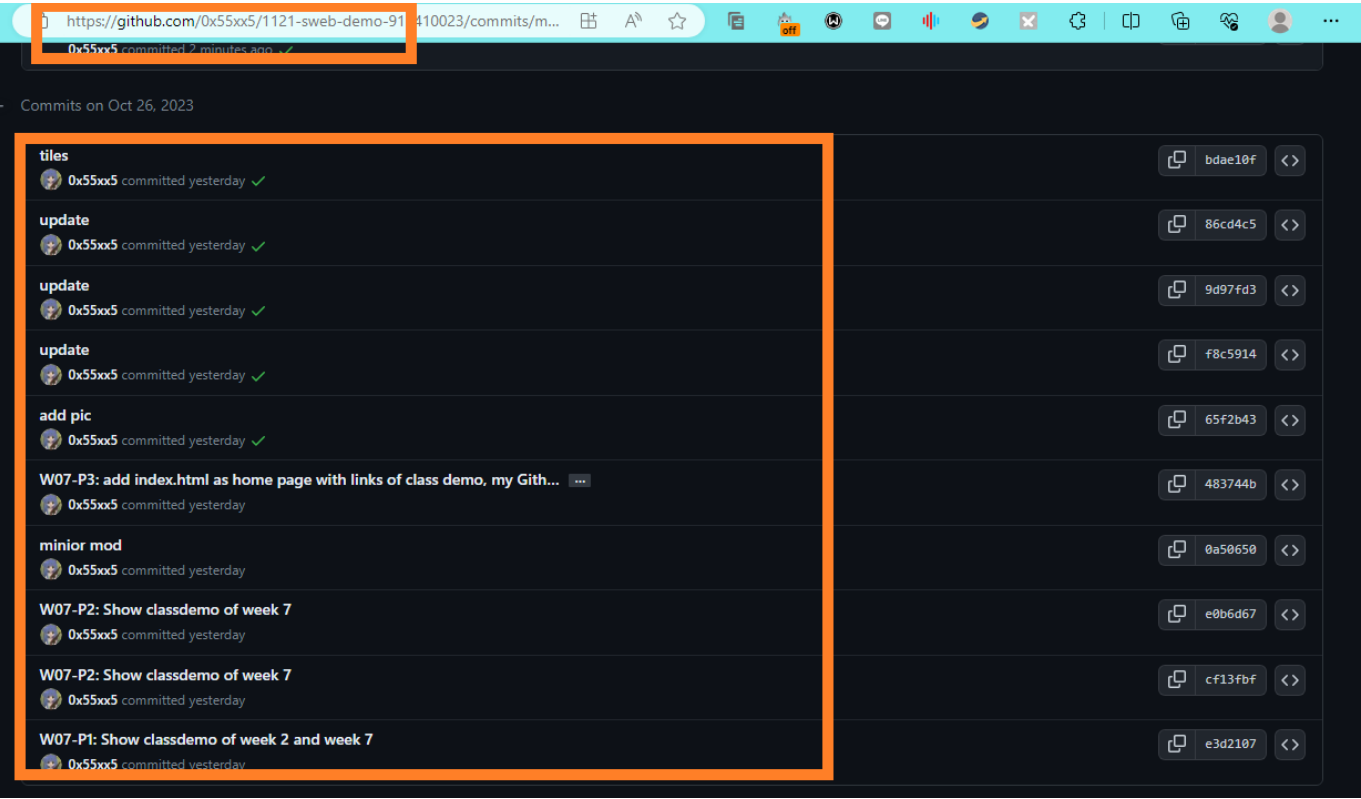 https://github.com/0x55xx5/1121-sweb-demo-91 410023/commits/m...
off
0x55xx5 committed 2 minutes ago
Commits on Oct 26, 2023
tiles
0x55xx5 committed yesterday
bdae10f
update
0x55xx5 committed yesterday
86cd4c5
update
0x55xx5 committed yesterday
9d97fd3
update
0x55xx5 committed yesterday
f8c5914
add pic
0x55xx5 committed yesterday
65f2b43
W07-P3: add index.html as home page with links of class demo, my Gith... ...
0x55xx5 committed yesterday
483744b
minior mod
0x55xx5 committed yesterday
0a50650
W07-P2: Show classdemo of week 7
0x55xx5 committed yesterday
e0b6d67
W07-P2: Show classdemo of week 7
0x55xx5 committed yesterday
cf13fbf
W07-P1: Show classdemo of week 2 and week 7
0x55xx5 committed yesterday
e3d2107